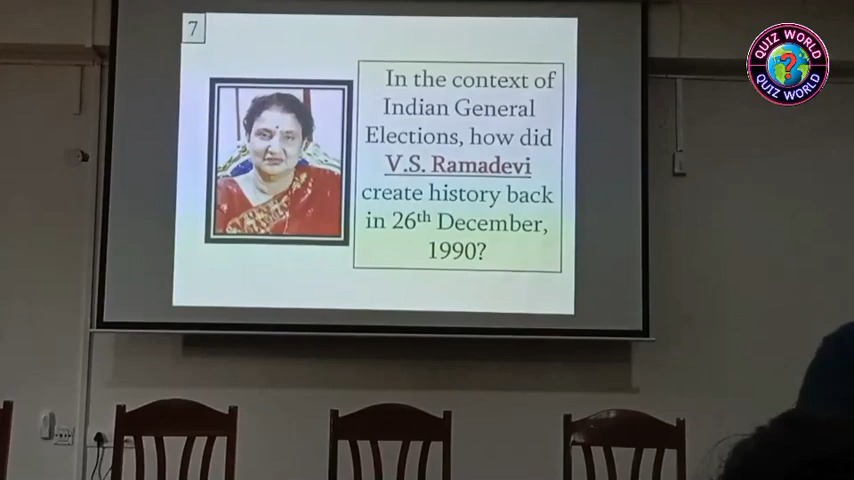 7
In the context of
Indian General
Elections, how did
V.S. Ramadevi
create history back
in 26th December,
1990?
QUIZ WORLD
QUIZ WORLD